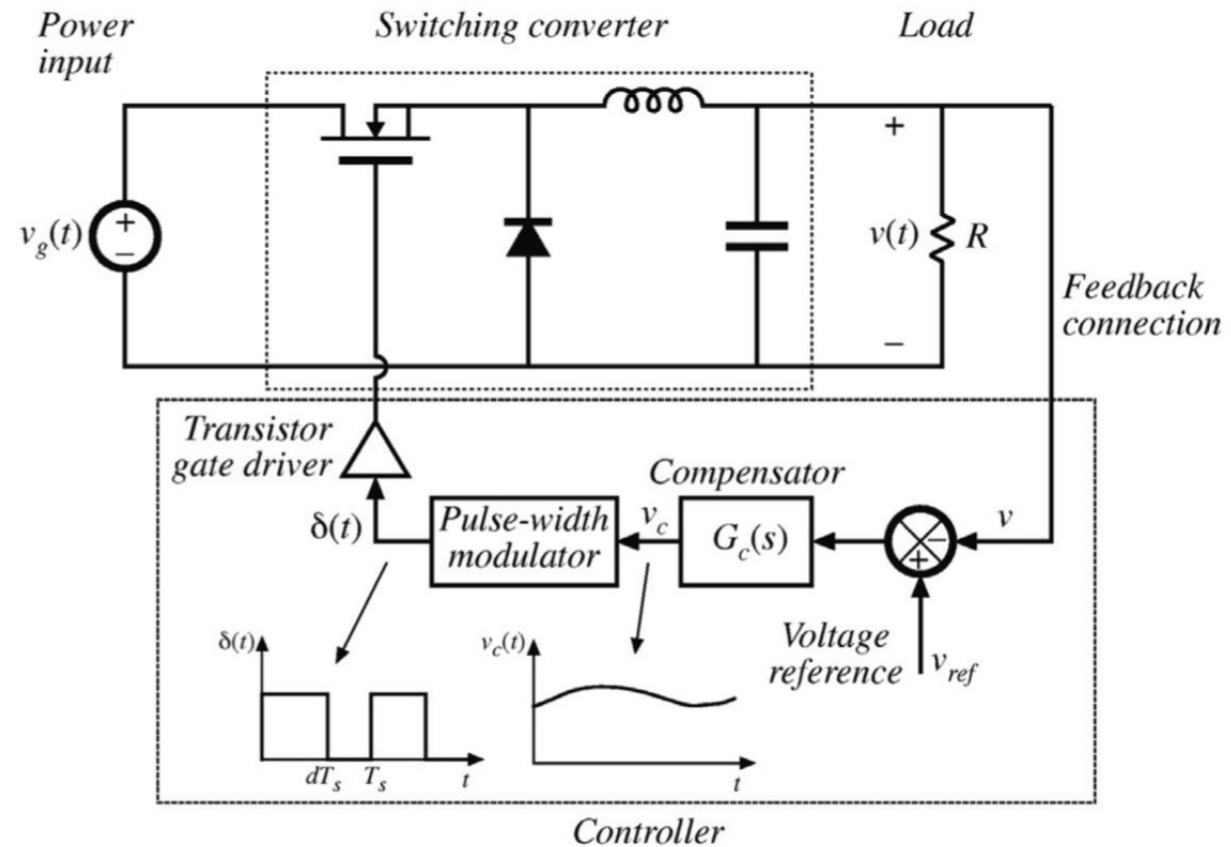 Power
input
Switching converter
Load
+
−
v_g(t)
+
v(t)
R
−
Feedback
connection
Transistor
gate driver
δ(t)
Pulse-width
modulator
v_c
Compensator
G_c(s)
−
+
v
Voltage
reference
v_ref
δ(t)
dT_s
T_s
t
v_c(t)
t
Controller